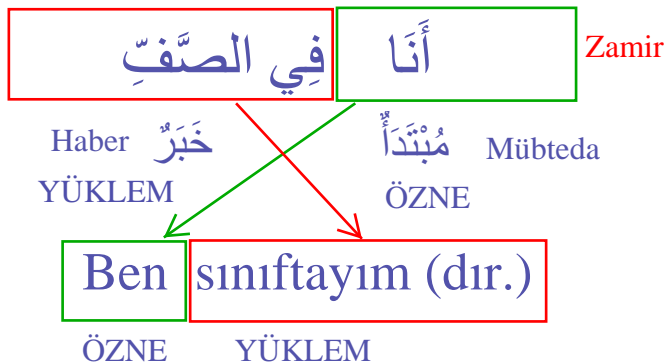 أَنَا فِي الصَّفِّ Zamir
Haber خَبَرٌ مُبْتَدَأٌ Mübteda
YÜKLEM ÖZNE
Ben sınıftayım (dır.)
ÖZNE YÜKLEM